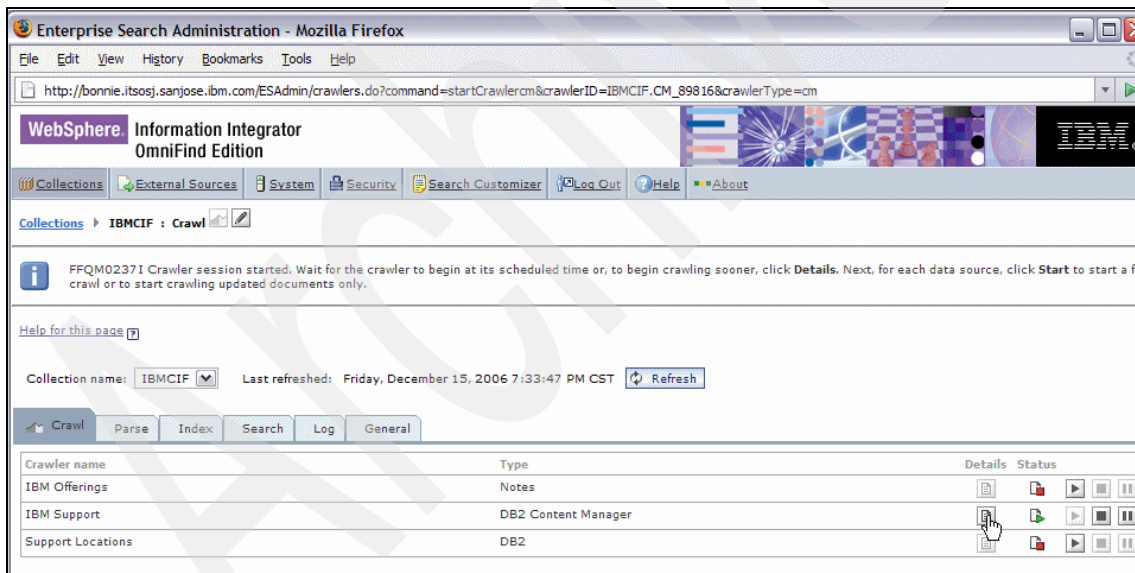 Enterprise Search Administration - Mozilla Firefox
File Edit View History Bookmarks Tools Help
http://bonnie.itsosj.sanjose.ibm.com/ESAdmin/crawlers.do?command=startCrawlercm&crawlerID=IBMCIF.CM_89816&crawlerType=cm
WebSphere. Information Integrator
OmniFind Edition
IBM.
Collections External Sources System Security Search Customizer Log Out Help About
Collections IBMCIF : Crawl
FFQM0237I Crawler session started. Wait for the crawler to begin at its scheduled time or, to begin crawling sooner, click Details. Next, for each data source, click Start to start a f
crawl or to start crawling updated documents only.
Help for this page ?
Collection name: IBMCIF Last refreshed: Friday, December 15, 2006 7:33:47 PM CST Refresh
Crawl Parse Index Search Log General
Crawler name Type Details Status
IBM Offerings Notes
IBM Support DB2 Content Manager
Support Locations DB2
Archiv